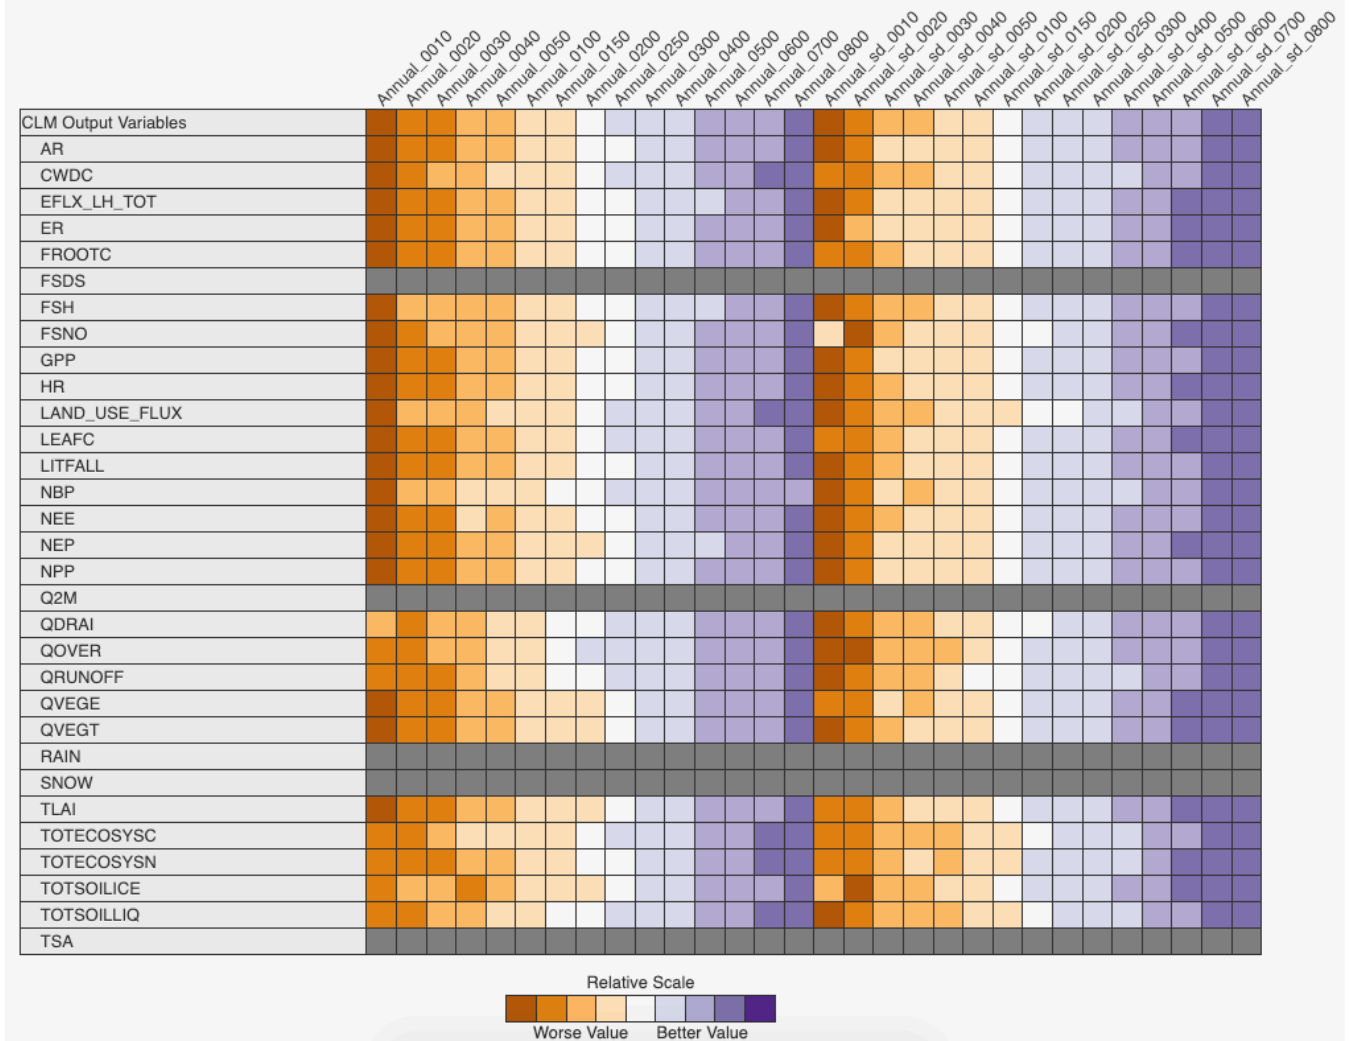 Annual_0010
Annual_0020
Annual_0030
Annual_0040
Annual_0050
Annual_0100
Annual_0150
Annual_0200
Annual_0250
Annual_0300
Annual_0400
Annual_0500
Annual_0600
Annual_0700
Annual_0800
Annual_sd_0010
Annual_sd_0020
Annual_sd_0030
Annual_sd_0040
Annual_sd_0050
Annual_sd_0100
Annual_sd_0150
Annual_sd_0200
Annual_sd_0250
Annual_sd_0300
Annual_sd_0400
Annual_sd_0500
Annual_sd_0600
Annual_sd_0700
Annual_sd_0800
CLM Output Variables
AR
CWDC
EFLX_LH_TOT
ER
FROOTC
FSDS
FSH
FSNO
GPP
HR
LAND_USE_FLUX
LEAFC
LITFALL
NBP
NEE
NEP
NPP
Q2M
QDRAI
QOVER
QRUNOFF
QVEGE
QVEGT
RAIN
SNOW
TLAI
TOTECOSYSC
TOTECOSYSN
TOTSOILICE
TOTSOILLIQ
TSA
Relative Scale
Worse Value Better Value